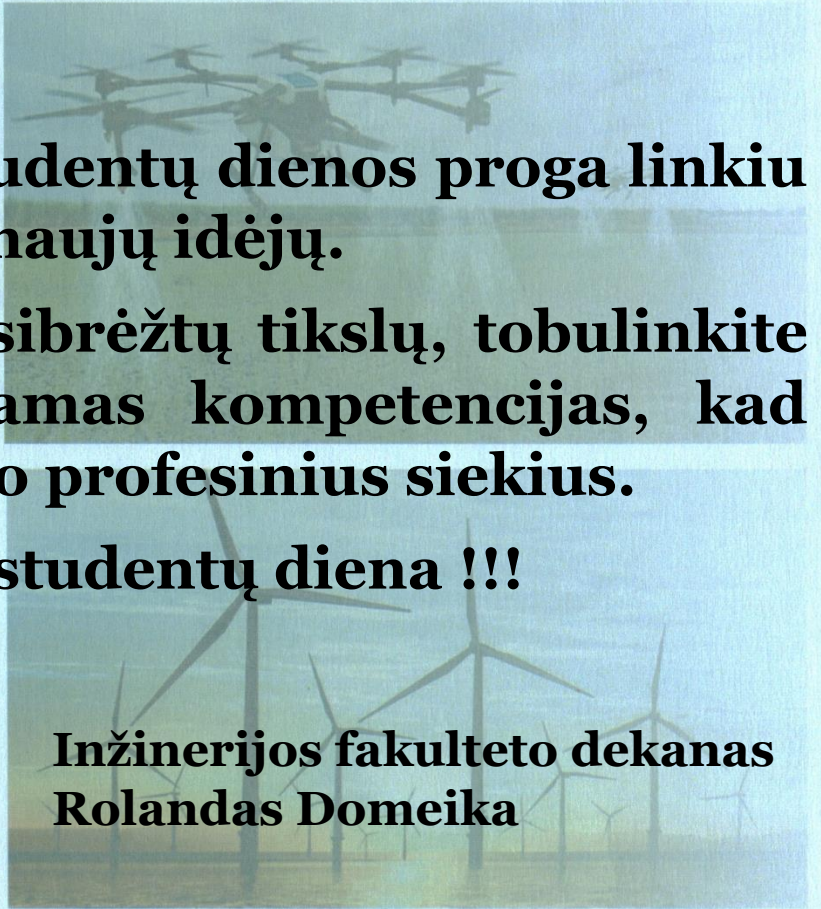 udentų dienos proga linkiu
naujų idėjų.
sibrėžtų tikslų, tobulinkite
amas kompetencijas, kad
o profesinius siekius.
studentų diena !!!
Inžinerijos fakulteto dekanas
Rolandas Domeika